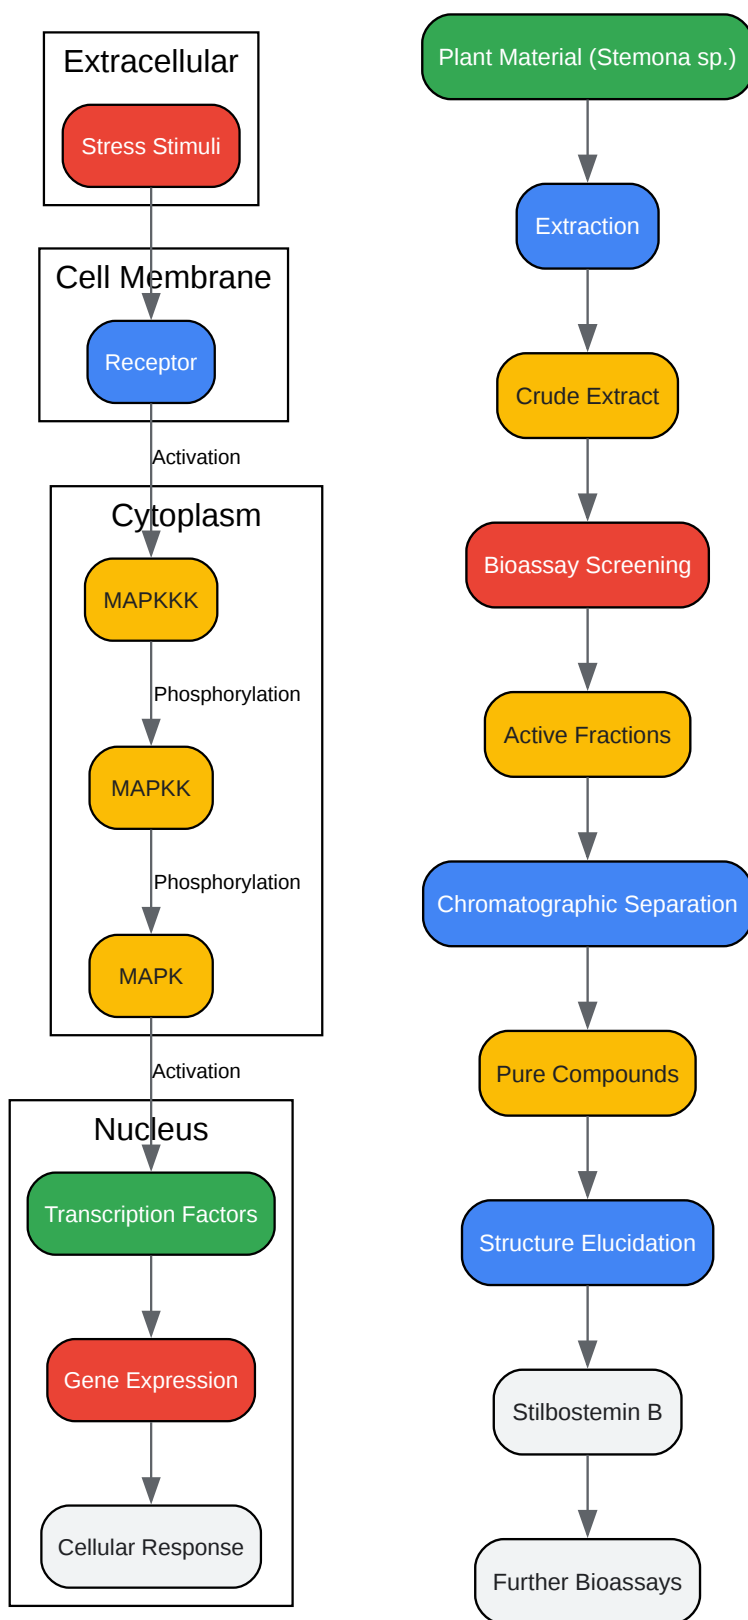 Extracellular
Stress Stimuli
Cell Membrane
Receptor
Activation
Cytoplasm
MAPKKK
Phosphorylation
MAPKK
Phosphorylation
MAPK
Activation
Nucleus
Transcription Factors
Gene Expression
Cellular Response
Plant Material (Stemona sp.)
Extraction
Crude Extract
Bioassay Screening
Active Fractions
Chromatographic Separation
Pure Compounds
Structure Elucidation
Stilbostemin B
Further Bioassays